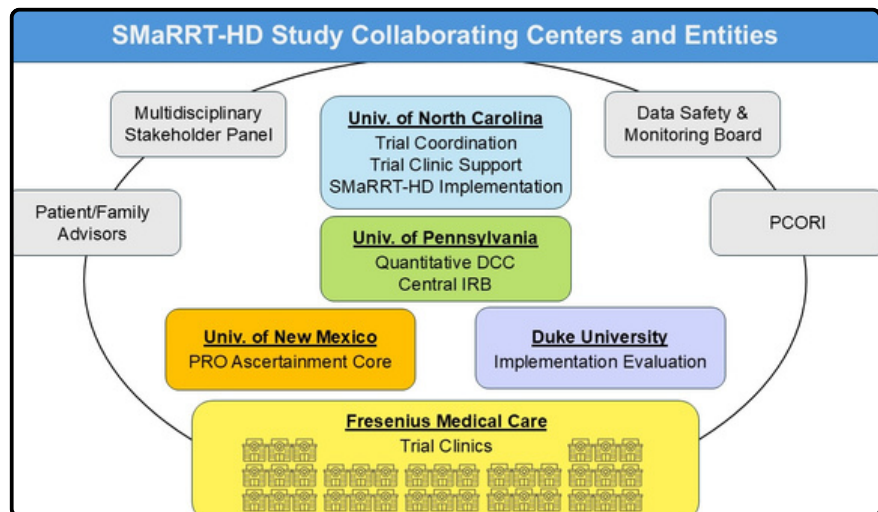 SMaRRT-HD Study Collaborating Centers and Entities
Multidisciplinary
Stakeholder Panel
Univ. of North Carolina
Trial Coordination
Trial Clinic Support
SMaRRT-HD Implementation
Data Safety &
Monitoring Board
Patient/Family
Advisors
PCORI
Univ. of Pennsylvania
Quantitative DCC
Central IRB
Univ. of New Mexico
PRO Ascertainment Core
Duke University
Implementation Evaluation
Fresenius Medical Care
Trial Clinics